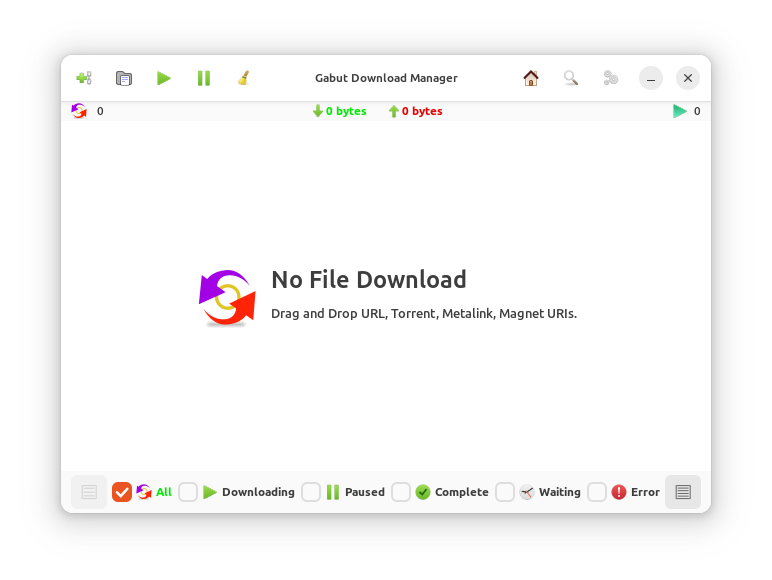 Gabut Download Manager
0 0 bytes 0 bytes 0
No File Download
Drag and Drop URL, Torrent, Metalink, Magnet URIs.
All Downloading Paused Complete Waiting Error